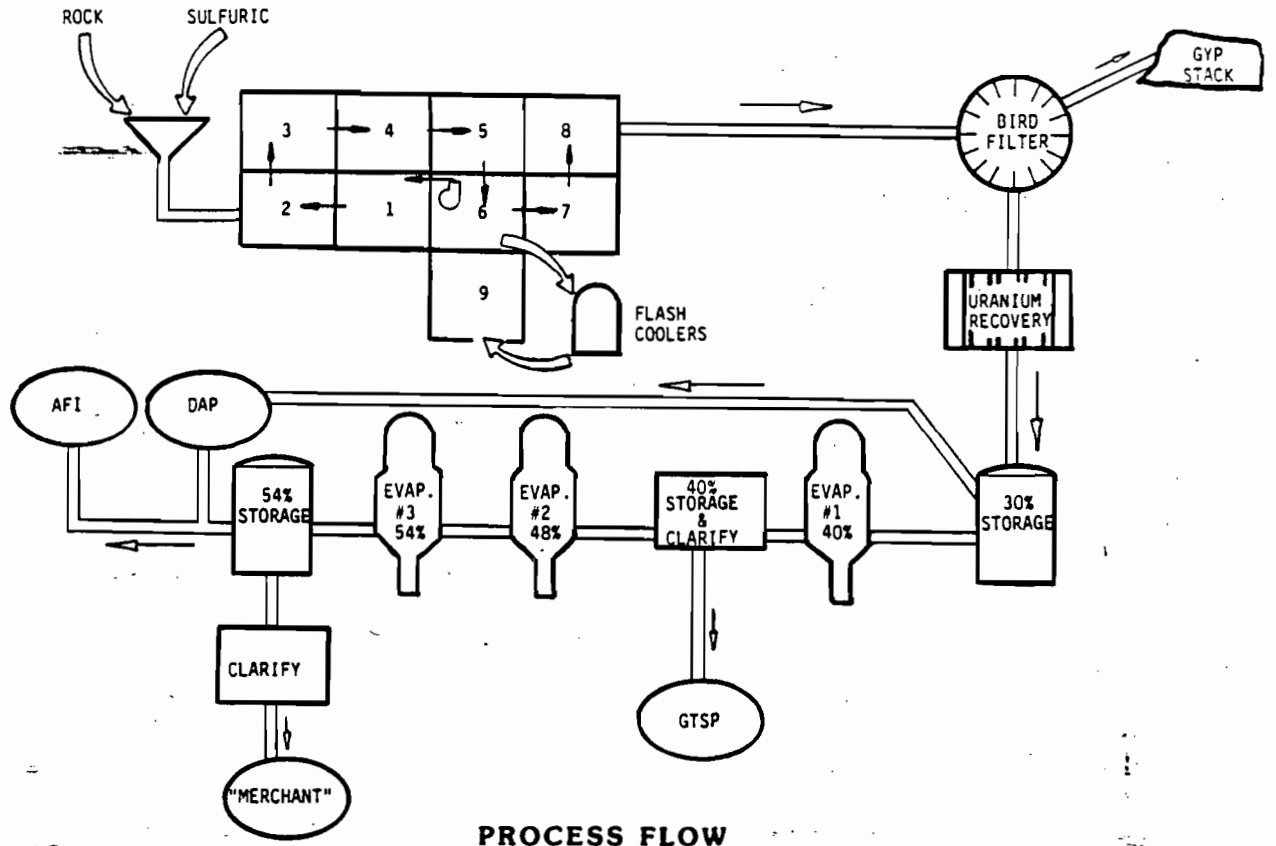 ROCK
SULFURIC
GYP
STACK
3
4
5
8
BIRD
FILTER
2
1
6
7
9
FLASH
COOLERS
URANIUM
RECOVERY
AFI
DAP
54%
STORAGE
EVAP.
#3
54%
EVAP.
#2
48%
40%
STORAGE
&
CLARIFY
EVAP.
#1
40%
30%
STORAGE
CLARIFY
GTSP
"MERCHANT"
PROCESS FLOW